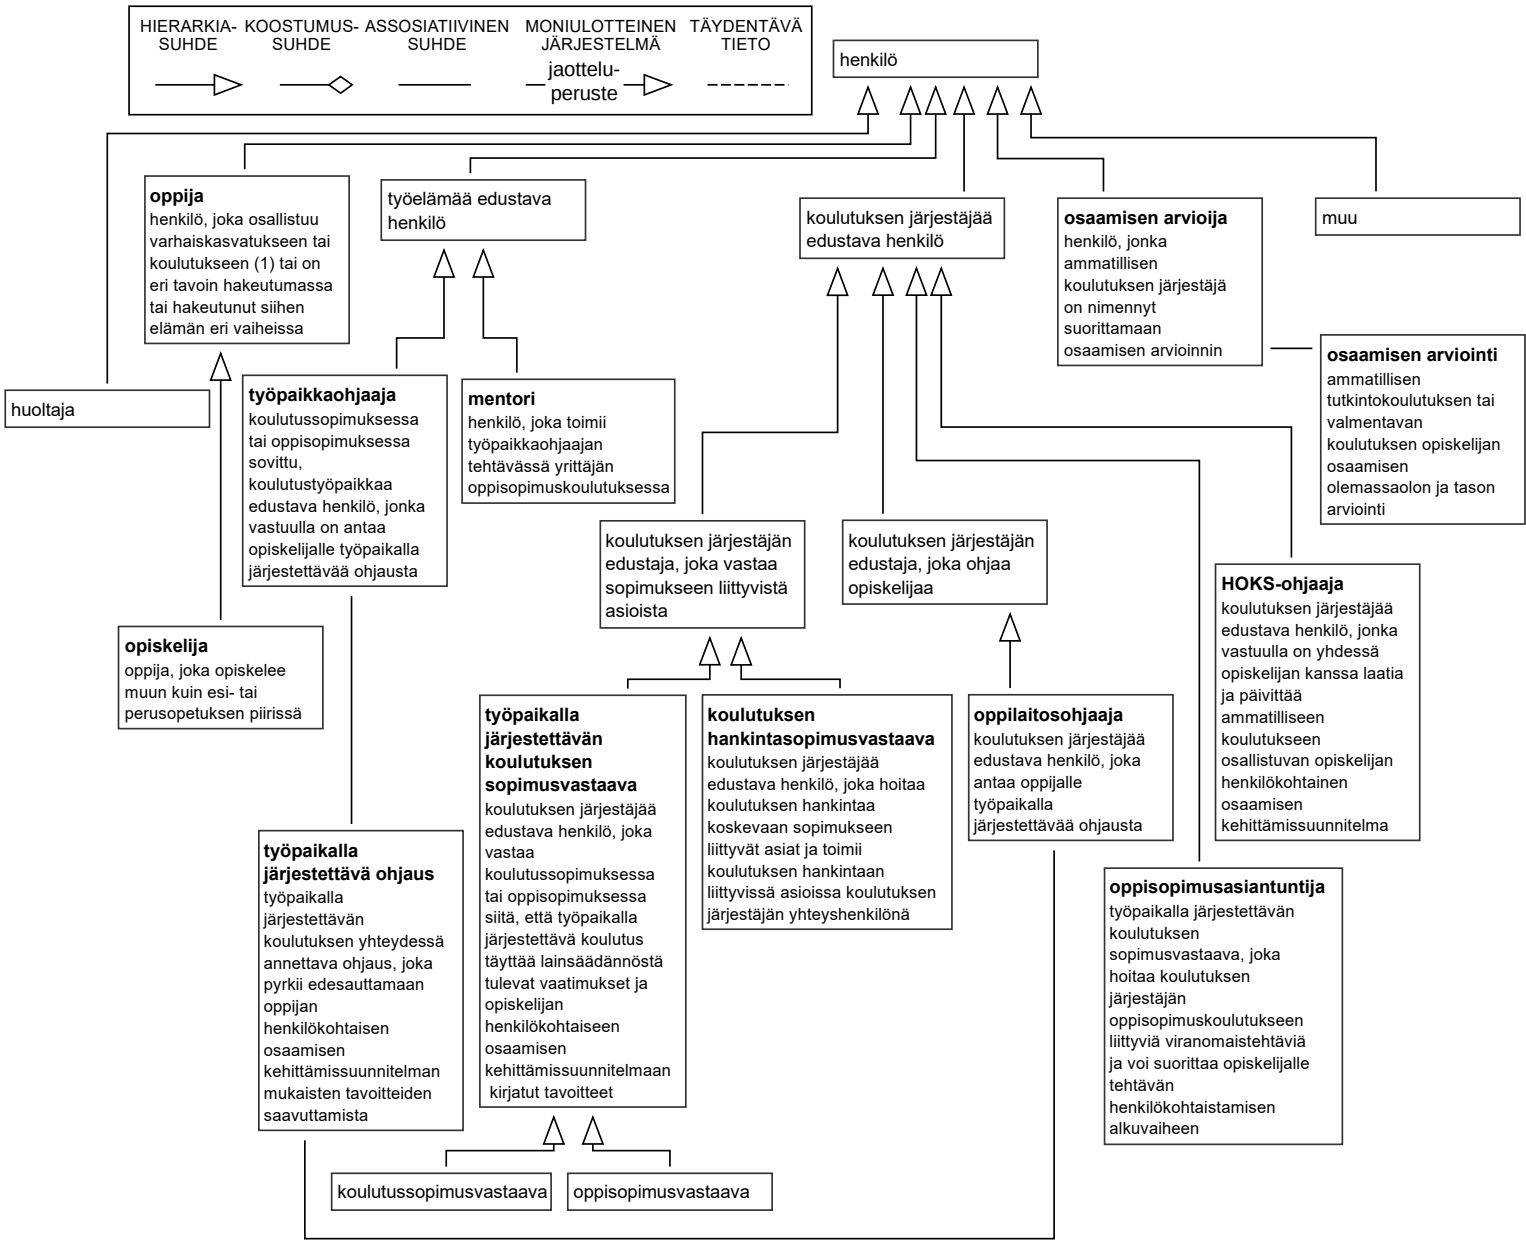 HIERARKIA-
SUHDE
KOOSTUMUS-
SUHDE
ASSOSIATIIVINEN
SUHDE
MONIULOTTEINEN
JÄRJESTELMÄ
TÄYDENTÄVÄ
TIETO
jaottelu-
peruste
henkilö
oppija
henkilö, joka osallistuu
varhaiskasvatukseen tai
koulutukseen (1) tai on
eri tavoin hakeutumassa
tai hakeutunut siihen
elämän eri vaiheissa
työelämää edustava
henkilö
koulutuksen järjestäjää
edustava henkilö
osaamisen arvioija
henkilö, jonka
ammatillisen
koulutuksen järjestäjä
on nimennyt
suorittamaan
osaamisen arvioinnin
muu
huoltaja
työpaikkaohjaaja
koulutussopimuksessa
tai oppisopimuksessa
sovittu,
koulutustyöpaikkaa
edustava henkilö, jonka
vastuulla on antaa
opiskelijalle työpaikalla
järjestettävää ohjausta
mentori
henkilö, joka toimii
työpaikkaohjaajan
tehtävässä yrittäjän
oppisopimuskoulutuksessa
osaamisen arviointi
ammatillisen
tutkintokoulutuksen tai
valmentavan
koulutuksen opiskelijan
osaamisen
olemassaolon ja tason
arviointi
koulutuksen järjestäjän
edustaja, joka vastaa
sopimukseen liittyvistä
asioista
koulutuksen järjestäjän
edustaja, joka ohjaa
opiskelijaa
HOKS-ohjaaja
koulutuksen järjestäjää
edustava henkilö, jonka
vastuulla on yhdessä
opiskelijan kanssa laatia
ja päivittää
ammatilliseen
koulutukseen
osallistuvan opiskelijan
henkilökohtainen
osaamisen
kehittämissuunnitelma
opiskelija
oppija, joka opiskelee
muun kuin esi- tai
perusopetuksen piirissä
työpaikalla
järjestettävän
koulutuksen
sopimusvastaava
koulutuksen järjestäjää
edustava henkilö, joka
vastaa
koulutussopimuksessa
tai oppisopimuksessa
siitä, että työpaikalla
järjestettävä koulutus
täyttää lainsäädännöstä
tulevat vaatimukset ja
opiskelijan
henkilökohtaiseen
osaamisen
kehittämissuunnitelmaan
kirjatut tavoitteet
koulutuksen
hankintasopimusvastaava
koulutuksen järjestäjää
edustava henkilö, joka hoitaa
koulutuksen hankintaa
koskevaan sopimukseen
liittyvät asiat ja toimii
koulutuksen hankintaan
liittyvissä asioissa koulutuksen
järjestäjän yhteyshenkilönä
oppilaitosohjaaja
koulutuksen järjestäjää
edustava henkilö, joka
antaa oppijalle
työpaikalla
järjestettävää ohjausta
työpaikalla
järjestettävä ohjaus
työpaikalla
järjestettävän
koulutuksen yhteydessä
annettava ohjaus, joka
pyrkii edesauttamaan
oppijan
henkilökohtaisen
osaamisen
kehittämissuunnitelman
mukaisten tavoitteiden
saavuttamista
oppisopimusasiantuntija
työpaikalla järjestettävän
koulutuksen
sopimusvastaava, joka
hoitaa koulutuksen
järjestäjän
oppisopimuskoulutukseen
liittyviä viranomaistehtäviä
ja voi suorittaa opiskelijalle
tehtävän
henkilökohtaistamisen
alkuvaiheen
koulutussopimusvastaava
oppisopimusvastaava